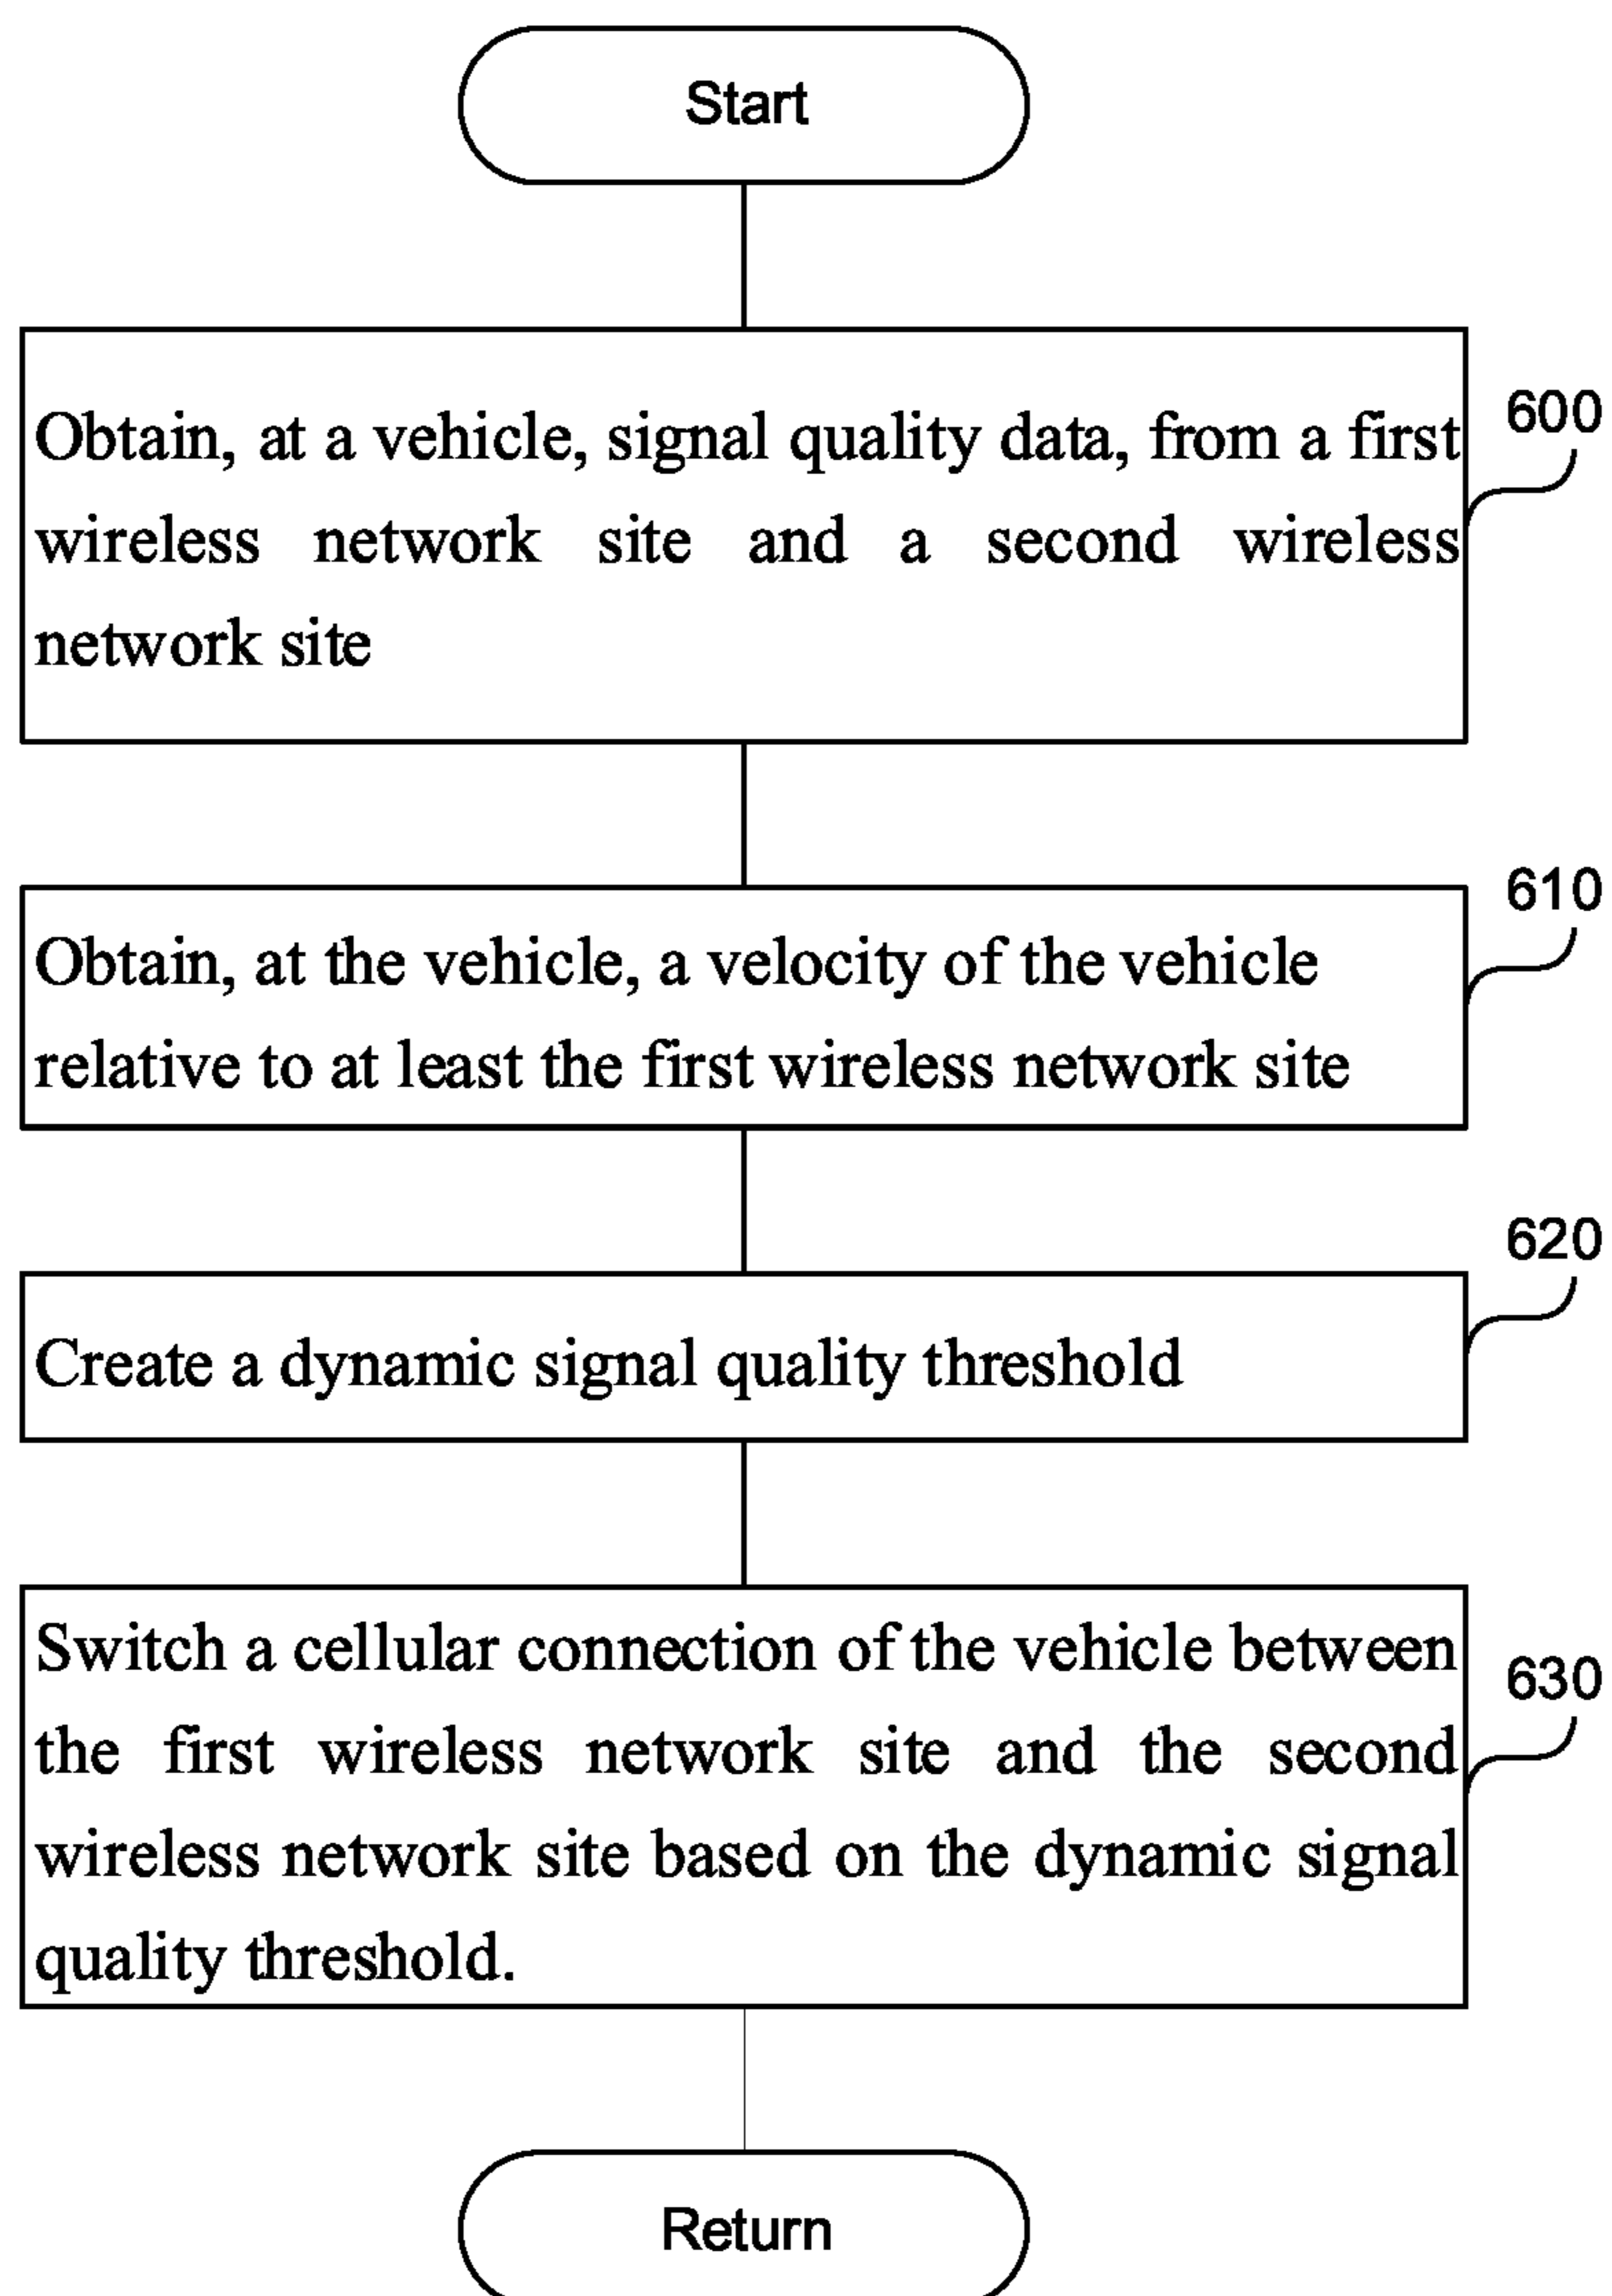 Start
Obtain, at a vehicle, signal quality data, from a first
wireless network site and a second wireless
network site
600
Obtain, at the vehicle, a velocity of the vehicle
relative to at least the first wireless network site
610
Create a dynamic signal quality threshold
620
Switch a cellular connection of the vehicle between
the first wireless network site and the second
wireless network site based on the dynamic signal
quality threshold.
630
Return